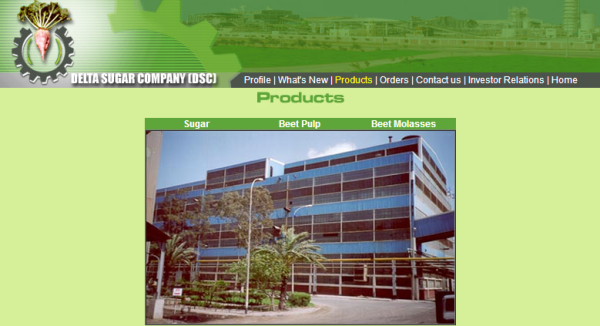 DELTA SUGAR COMPANY (DSC)
Profile | What's New | Products | Orders | Contact us | Investor Relations | Home
Products
Sugar Beet Pulp Beet Molasses